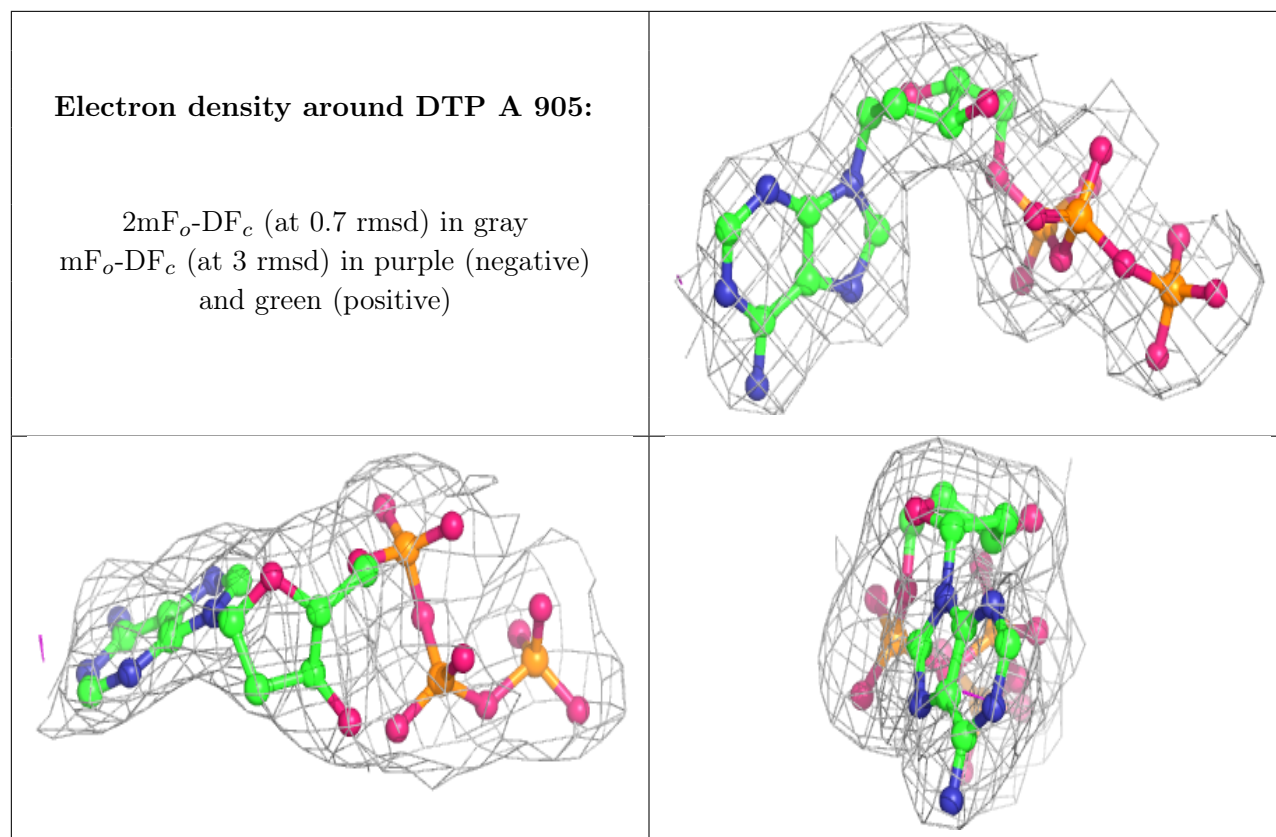 Electron density around DTP A 905:
2mFₒ-DF𝒸 (at 0.7 rmsd) in gray
mFₒ-DF𝒸 (at 3 rmsd) in purple (negative)
and green (positive)